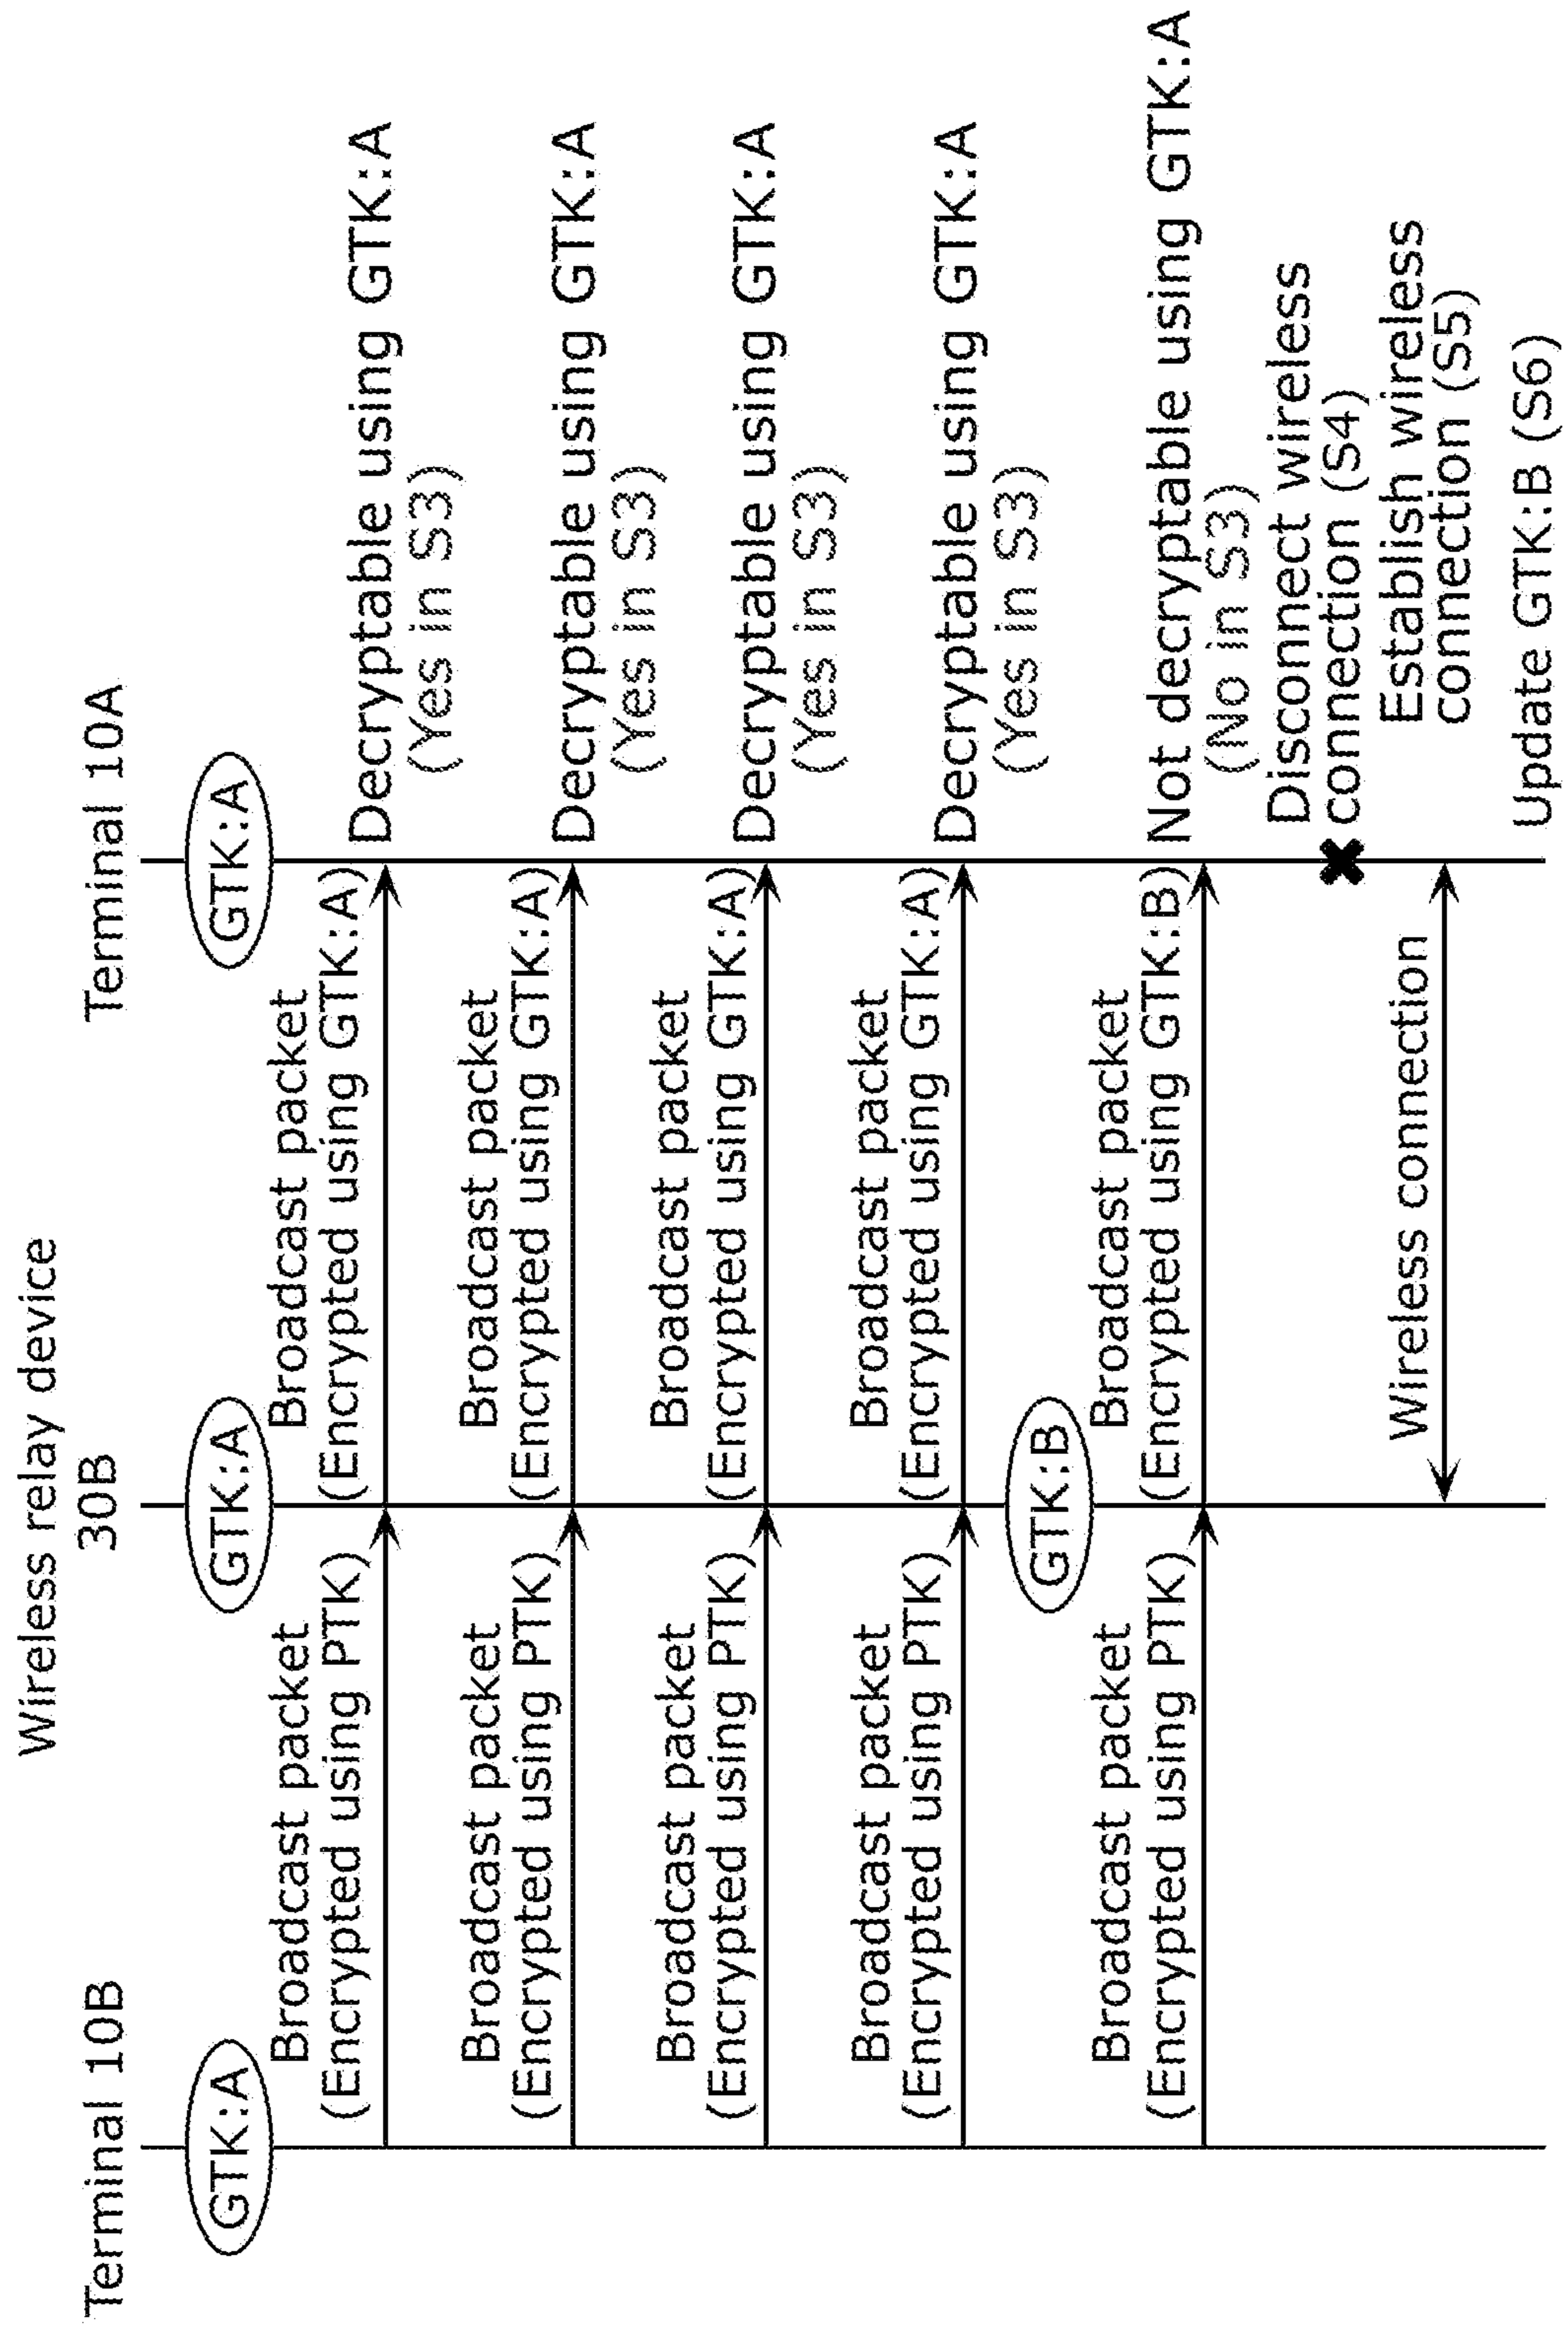 Wireless relay device
30B
Terminal 10B
Terminal 10A
GTK:A
GTK:A
GTK:A
Broadcast packet
(Encrypted using PTK)
Broadcast packet
(Encrypted using GTK:A)
Decryptable using GTK:A
(Yes in S3)
Broadcast packet
(Encrypted using PTK)
Broadcast packet
(Encrypted using GTK:A)
Decryptable using GTK:A
(Yes in S3)
Broadcast packet
(Encrypted using PTK)
Broadcast packet
(Encrypted using GTK:A)
Decryptable using GTK:A
(Yes in S3)
Broadcast packet
(Encrypted using PTK)
Broadcast packet
(Encrypted using GTK:A)
Decryptable using GTK:A
(Yes in S3)
GTK:B
Broadcast packet
(Encrypted using PTK)
Broadcast packet
(Encrypted using GTK:B)
Not decryptable using GTK:A
(No in S3)
Disconnect wireless
connection (S4)
Wireless connection
Establish wireless
connection (S5)
Update GTK:B (S6)